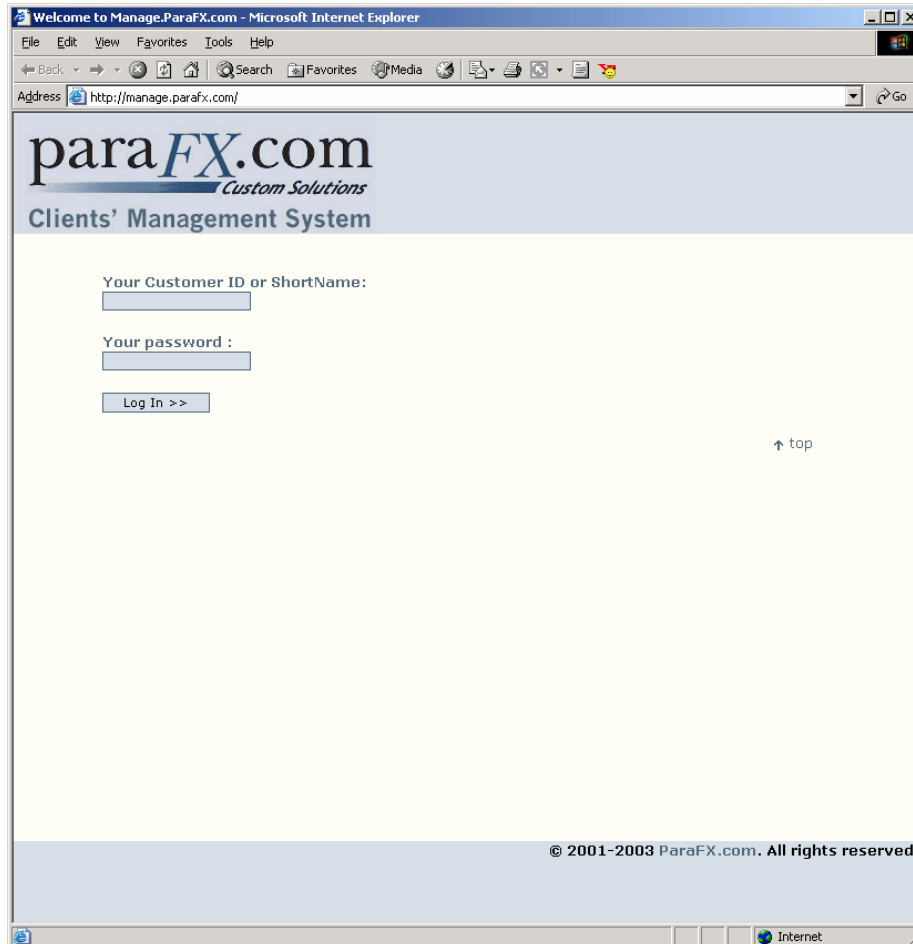 Welcome to Manage.ParaFX.com - Microsoft Internet Explorer
File Edit View Favorites Tools Help
Back Search Favorites Media
Address http://manage.parafx.com/ Go
paraFX.com
Custom Solutions
Clients' Management System
Your Customer ID or ShortName:
Your password :
Log In >>
top
© 2001-2003 ParaFX.com. All rights reserved
Internet